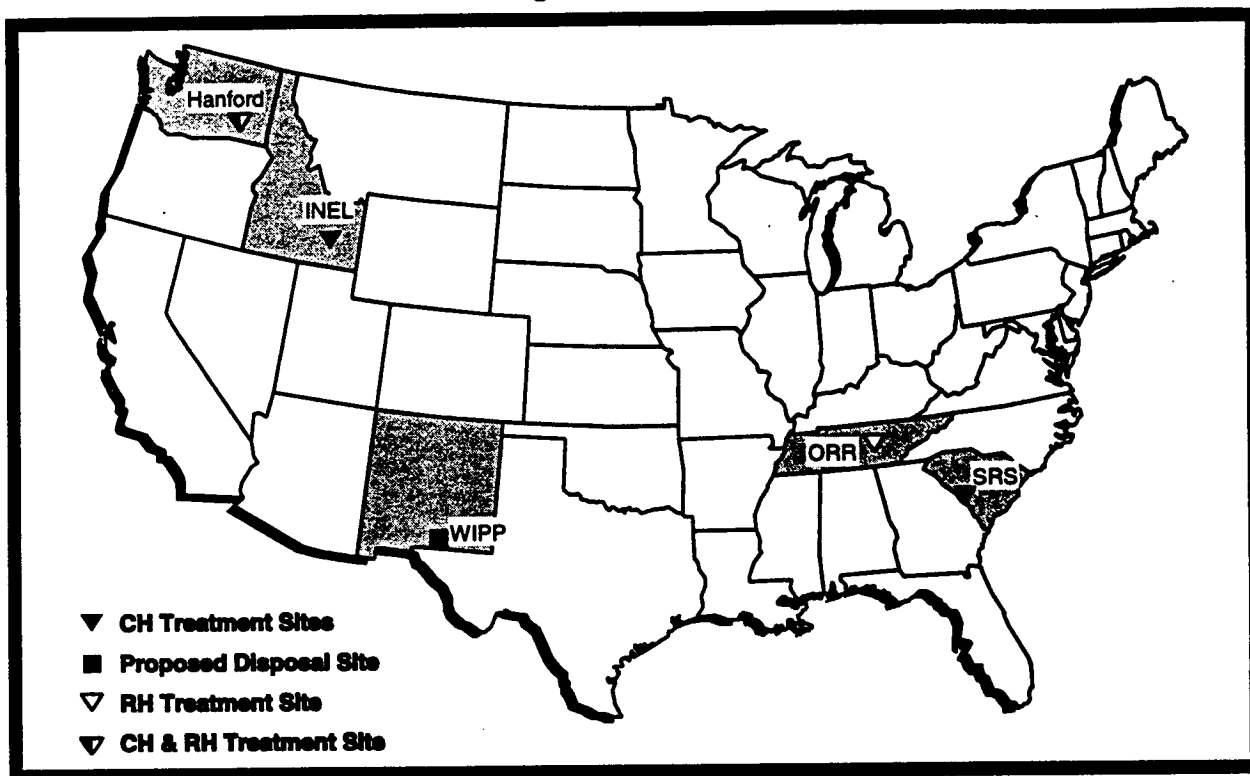 Hanford
INEL
ORR
SRS
WIPP
CH Treatment Sites
Proposed Disposal Site
RH Treatment Site
CH & RH Treatment Site